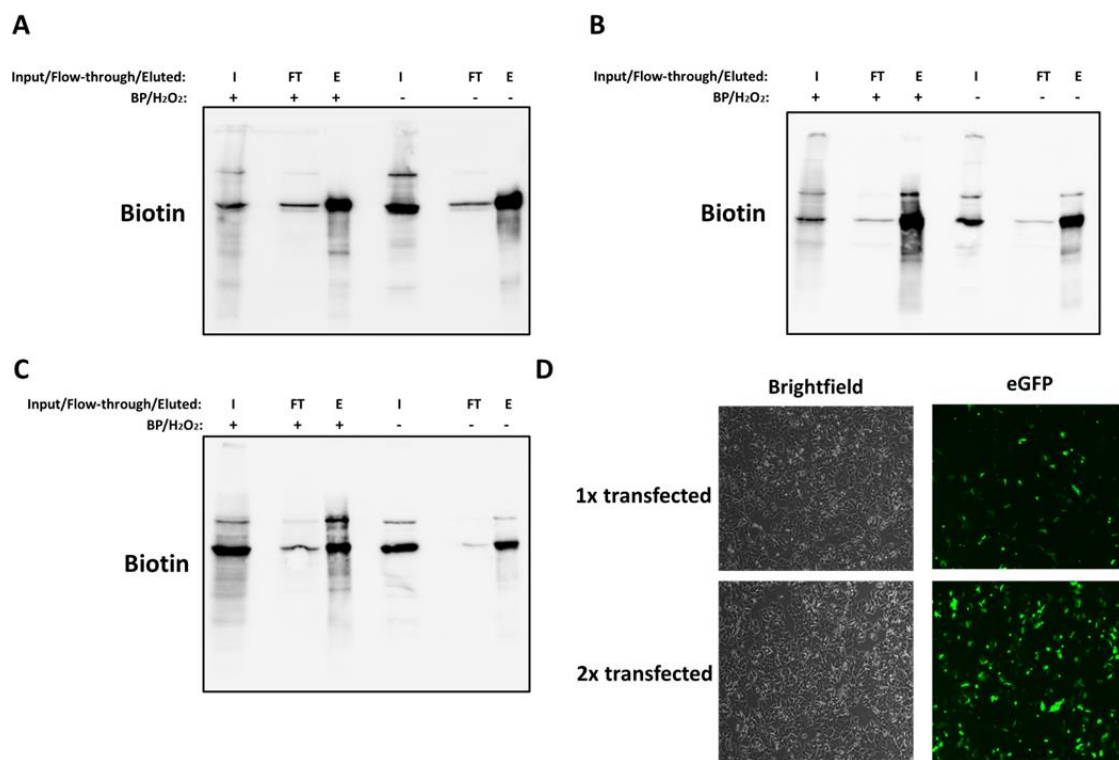 A
Input/Flow-through/Eluted: I FT E I FT E
BP/H₂O₂: + + + - - -
Biotin
B
Input/Flow-through/Eluted: I FT E I FT E
BP/H₂O₂: + + + - - -
Biotin
C
Input/Flow-through/Eluted: I FT E I FT E
BP/H₂O₂: + + + - - -
Biotin
D
Brightfield eGFP
1x transfected
2x transfected